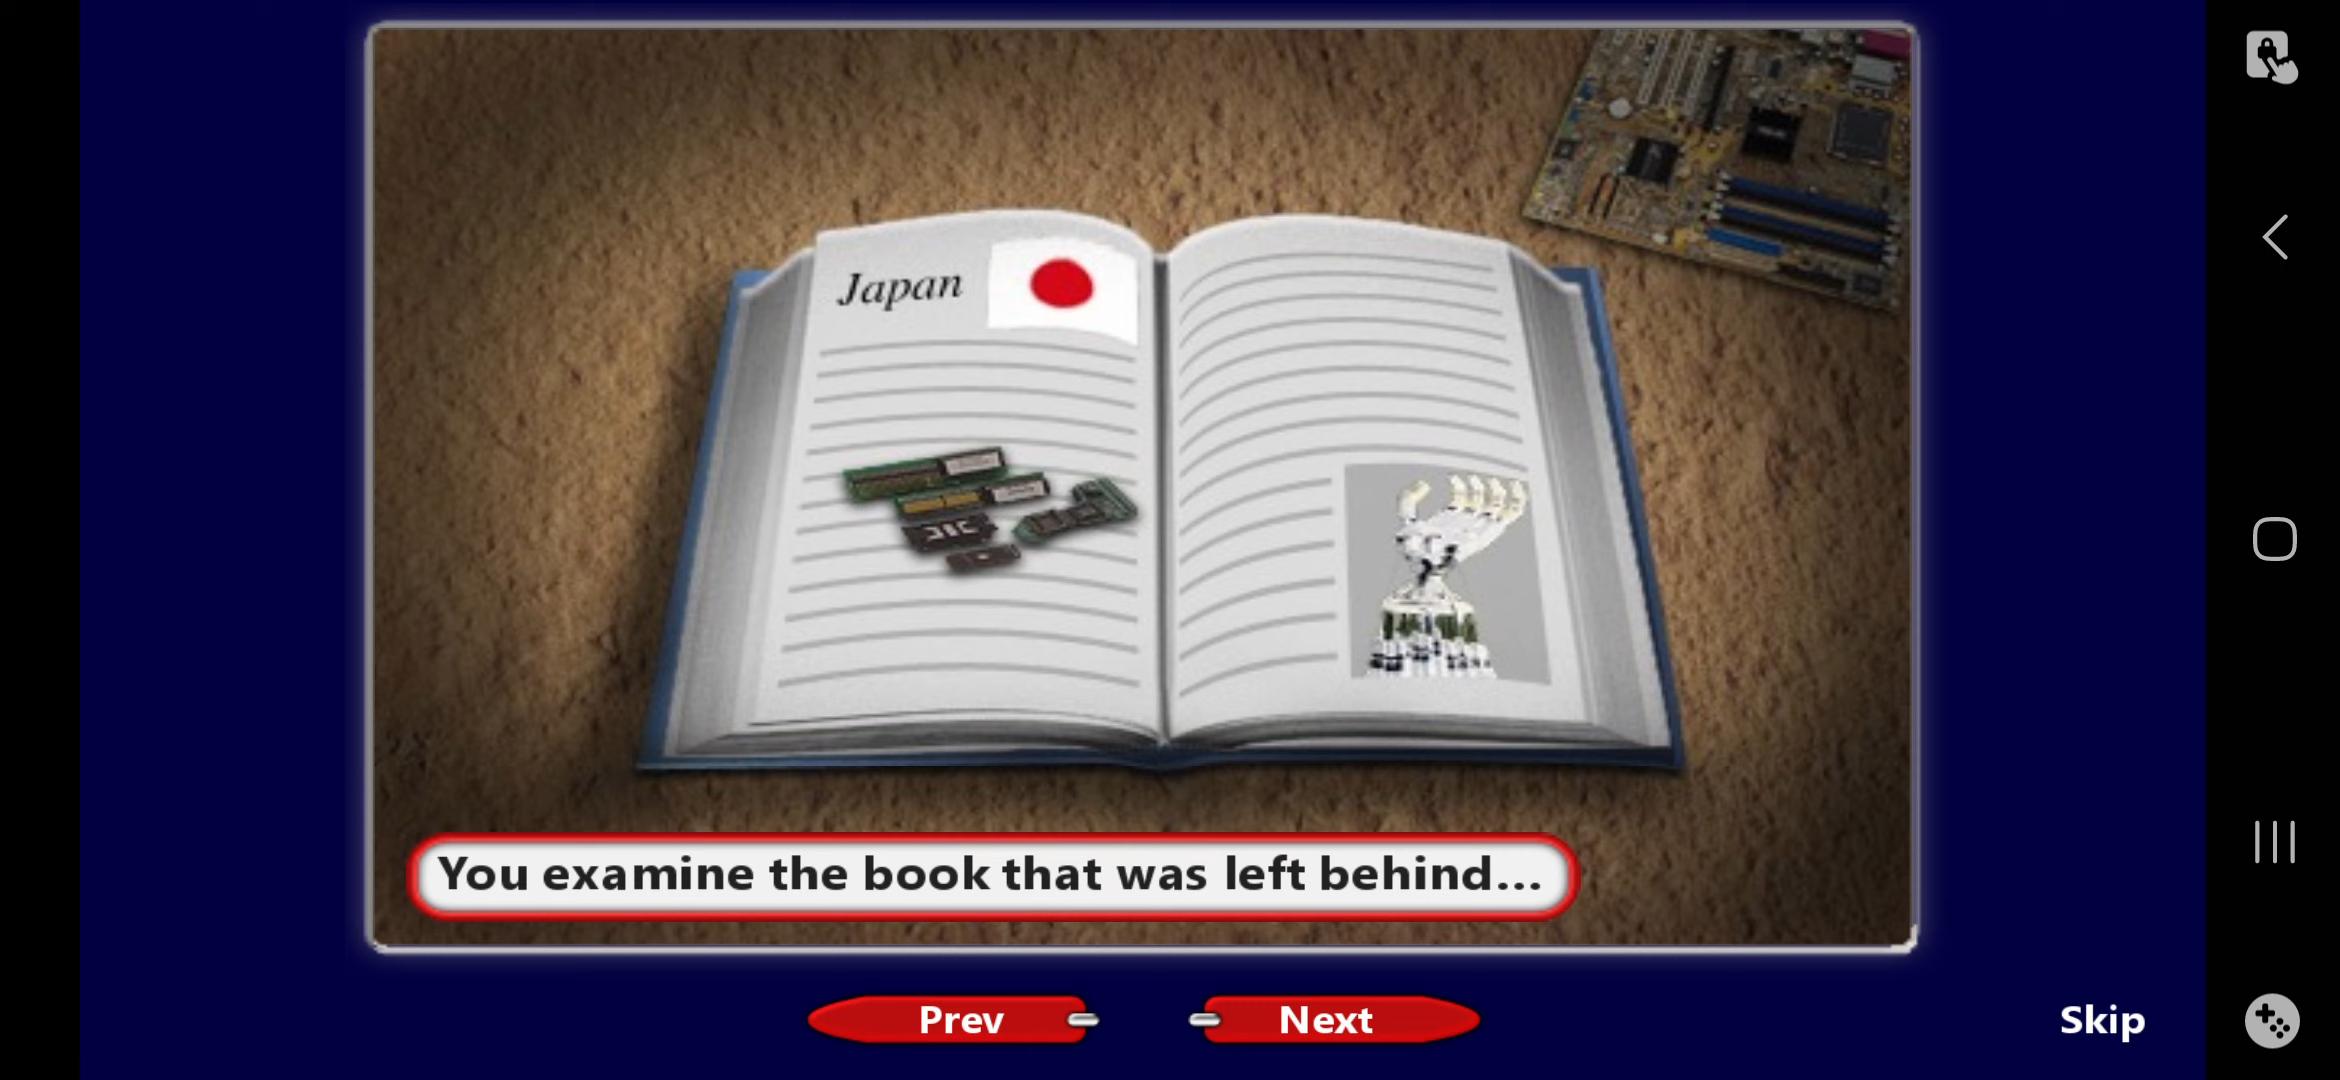 Japan
You examine the book that was left behind...
Prev
Next
Skip